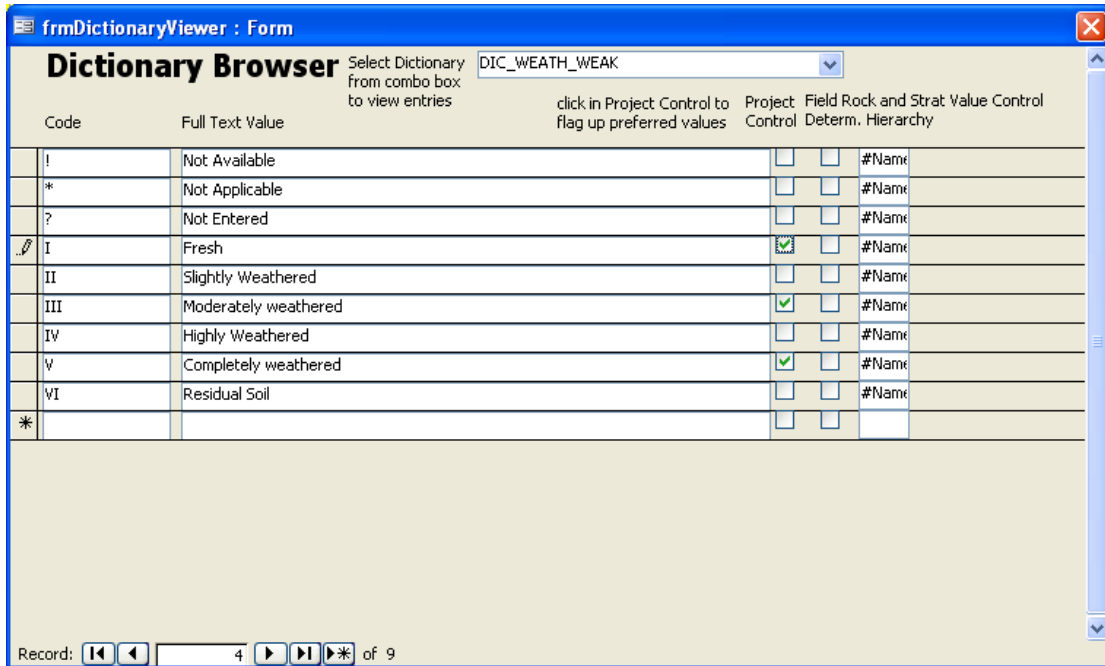 frmDictionaryViewer : Form
Dictionary Browser
Select Dictionary
from combo box
to view entries
DIC_WEATH_WEAK
click in Project Control to
flag up preferred values
Project
Control
Field Rock and Strat Value Control
Determ. Hierarchy
Code Full Text Value
! Not Available #Name
* Not Applicable #Name
? Not Entered #Name
I Fresh #Name
II Slightly Weathered #Name
III Moderately weathered #Name
IV Highly Weathered #Name
V Completely weathered #Name
VI Residual Soil #Name
Record: 4 of 9